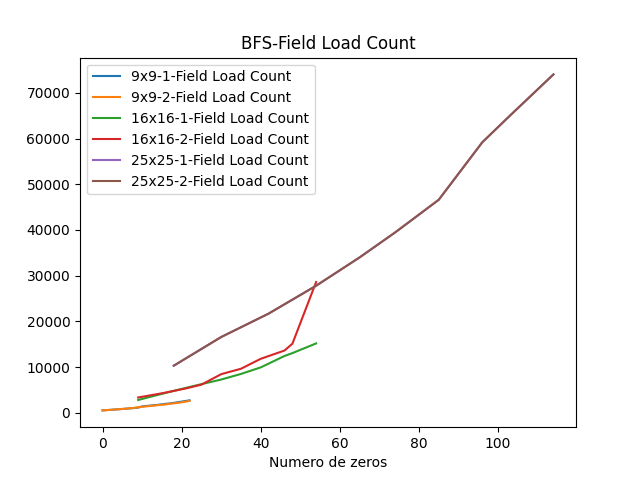 BFS-Field Load Count
9x9-1-Field Load Count
9x9-2-Field Load Count
16x16-1-Field Load Count
16x16-2-Field Load Count
25x25-1-Field Load Count
25x25-2-Field Load Count
70000
60000
50000
40000
30000
20000
10000
0
0 20 40 60 80 100
Numero de zeros